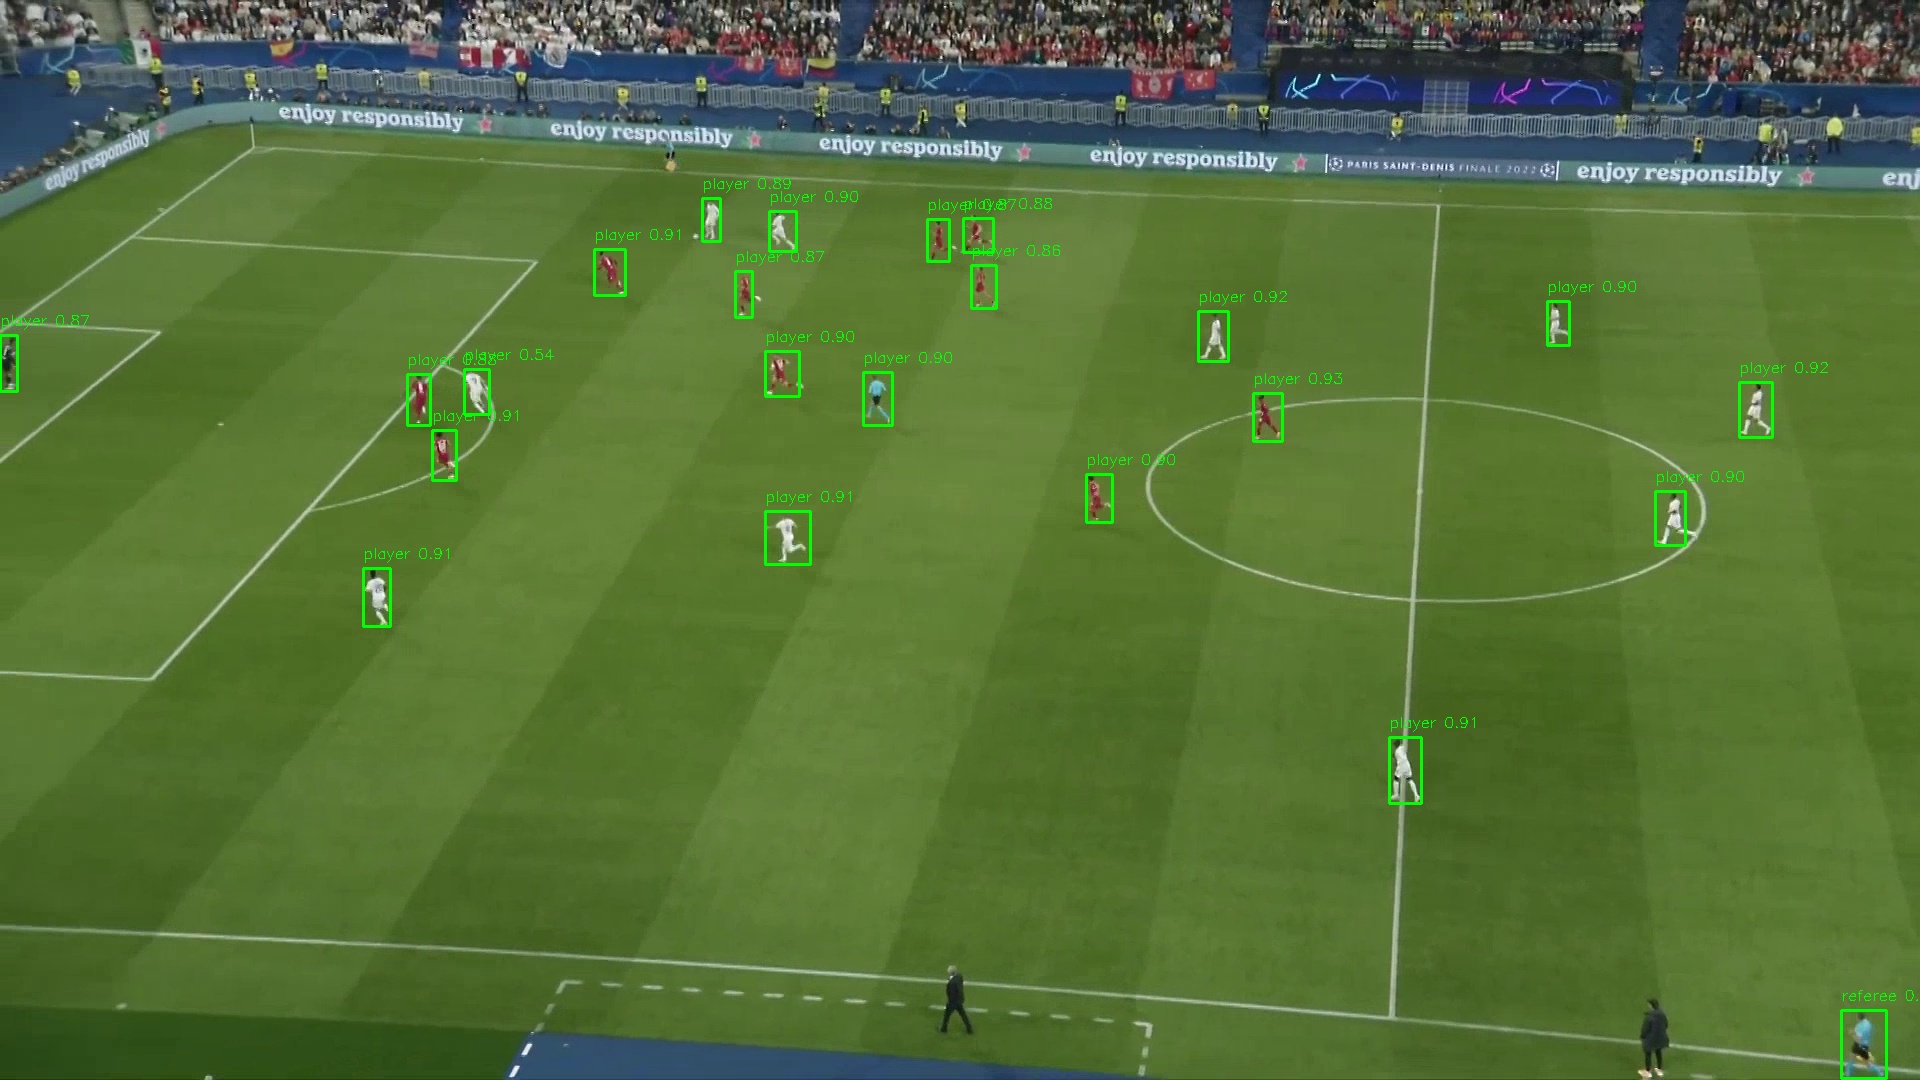 enjoy responsibly
enjoy responsibly
enjoy responsibly
enjoy responsibly
enjoy responsibly
PARIS SAINT-DENIS FINALE 2022
enjoy responsibly
player 0.89
player 0.90
player 0.88
player 0.91
player 0.87
player 0.86
player 0.92
player 0.90
player 0.87
player 0.54
player 0.90
player 0.90
player 0.93
player 0.92
player 0.91
player 0.90
player 0.90
player 0.91
player 0.91
player 0.91
referee 0.